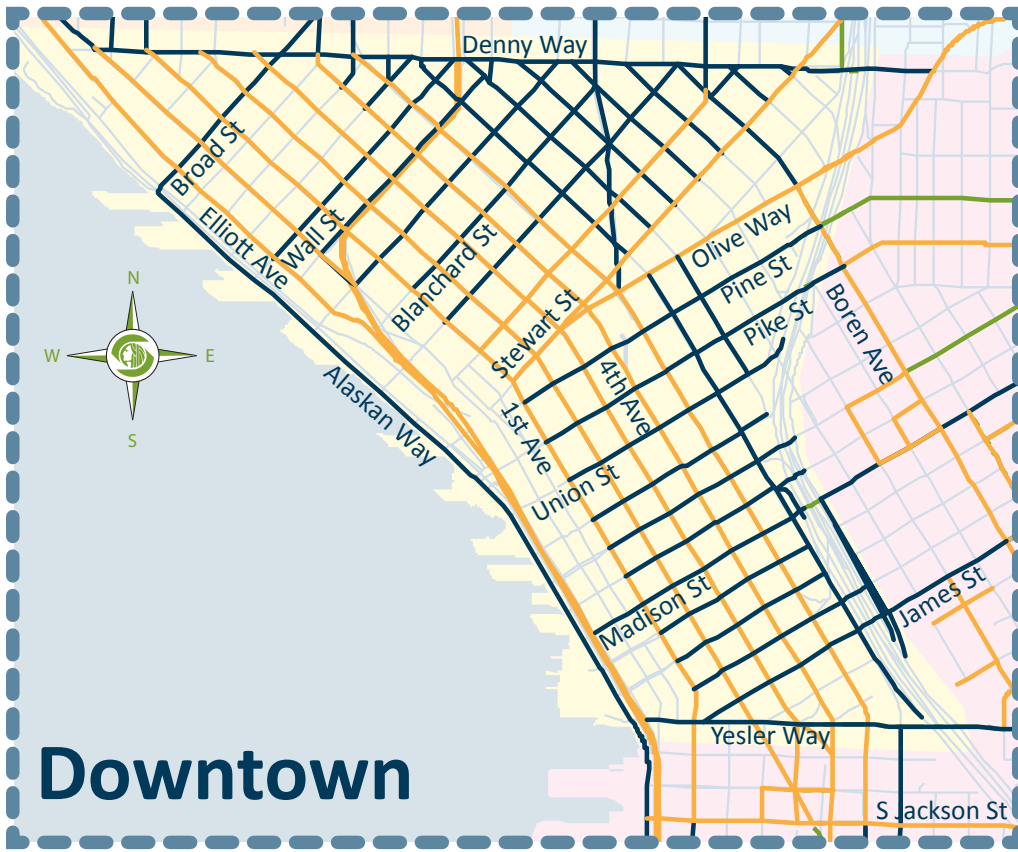 Denny Way
Broad St
Elliott Ave
Wall St
Blanchard St
Olive Way
Pine St
Pike St
Boren Ave
Stewart St
N
W
E
S
Alaskan Way
4th Ave
1st Ave
Union St
Madison St
James St
Yesler Way
Downtown
S Jackson St